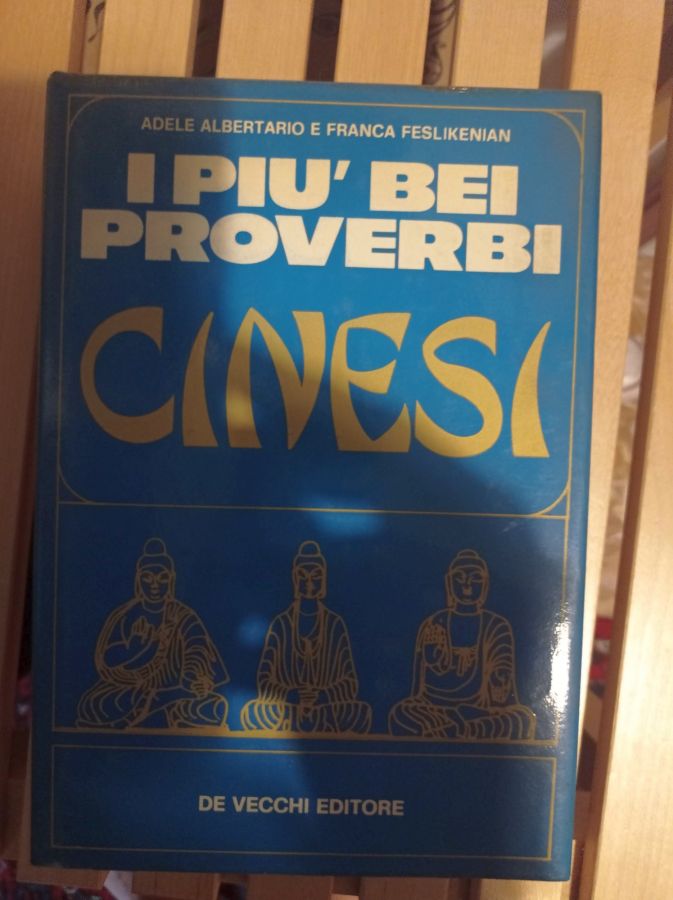 ADELE ALBERTARIO E FRANCA FESLIKENIAN
I PIU' BEI
PROVERBI
CINESI
DE VECCHI EDITORE